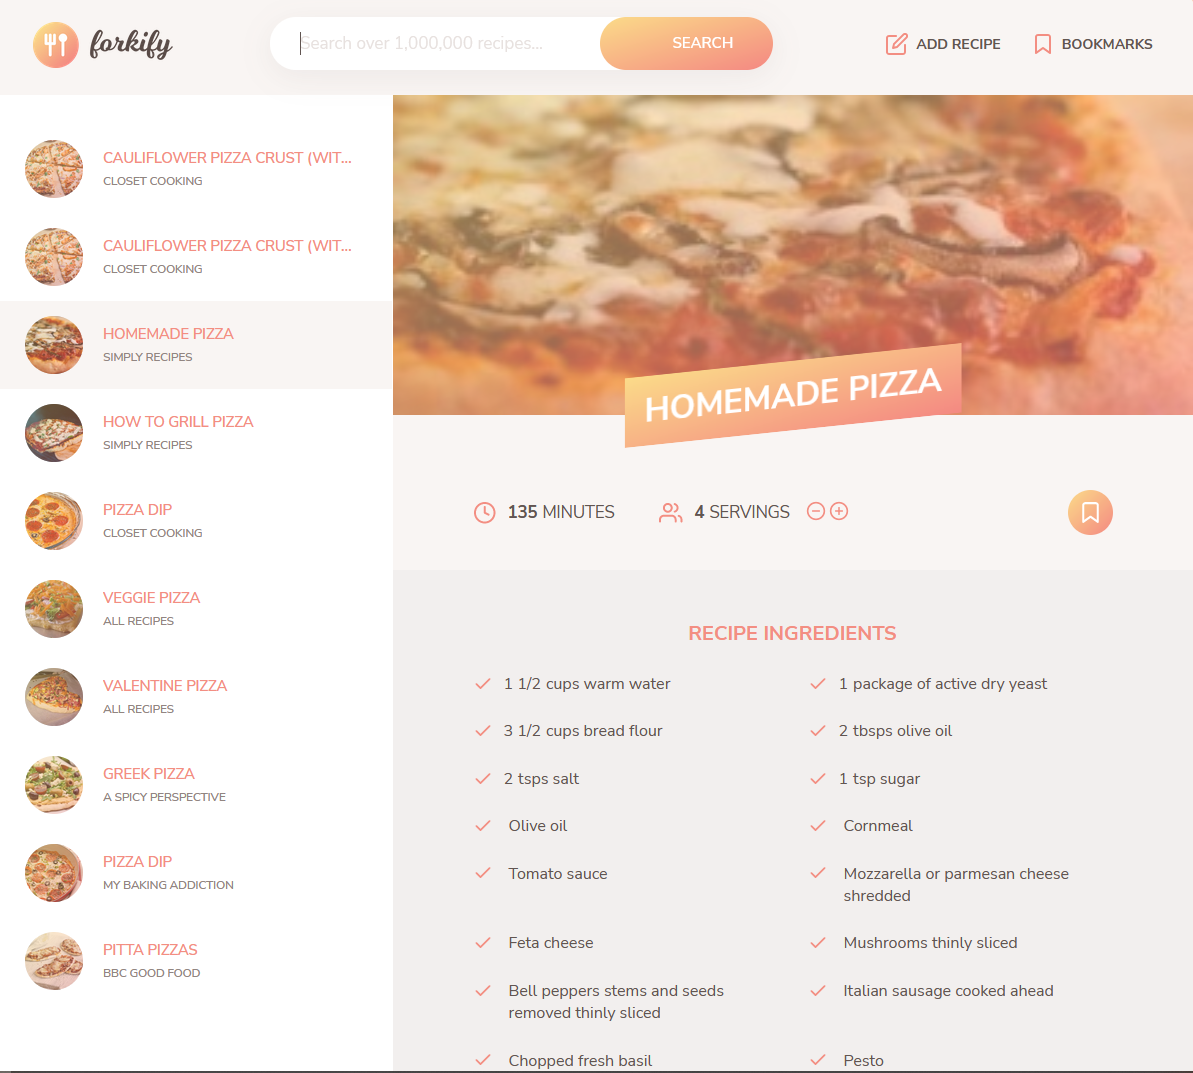 forkify
Search over 1,000,000 recipes...
SEARCH
ADD RECIPE
BOOKMARKS
CAULIFLOWER PIZZA CRUST (WIT...
CLOSET COOKING
CAULIFLOWER PIZZA CRUST (WIT...
CLOSET COOKING
HOMEMADE PIZZA
SIMPLY RECIPES
HOW TO GRILL PIZZA
SIMPLY RECIPES
PIZZA DIP
CLOSET COOKING
VEGGIE PIZZA
ALL RECIPES
VALENTINE PIZZA
ALL RECIPES
GREEK PIZZA
A SPICY PERSPECTIVE
PIZZA DIP
MY BAKING ADDICTION
PITTA PIZZAS
BBC GOOD FOOD
HOMEMADE PIZZA
135 MINUTES
4 SERVINGS
RECIPE INGREDIENTS
1 1/2 cups warm water
1 package of active dry yeast
3 1/2 cups bread flour
2 tbsps olive oil
2 tsps salt
1 tsp sugar
Olive oil
Cornmeal
Tomato sauce
Mozzarella or parmesan cheese
shredded
Feta cheese
Mushrooms thinly sliced
Bell peppers stems and seeds
removed thinly sliced
Italian sausage cooked ahead
Chopped fresh basil
Pesto